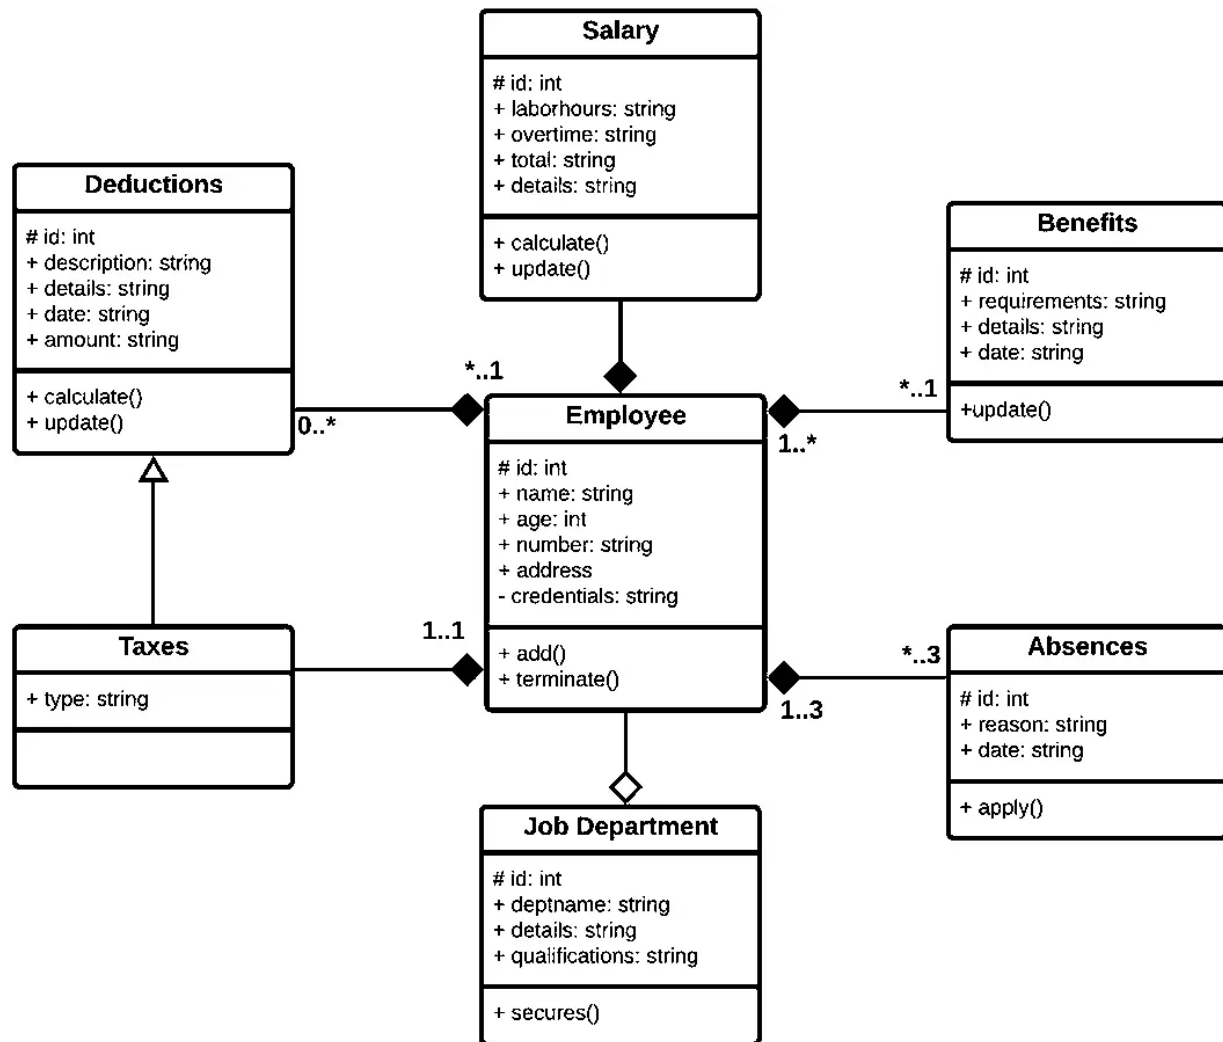 Salary
# id: int
+ laborhours: string
+ overtime: string
+ total: string
+ details: string
+ calculate()
+ update()
Deductions
# id: int
+ description: string
+ details: string
+ date: string
+ amount: string
+ calculate()
+ update()
Benefits
# id: int
+ requirements: string
+ details: string
+ date: string
+update()
*..1
0..*
*..1
1..*
Employee
# id: int
+ name: string
+ age: int
+ number: string
+ address
- credentials: string
+ add()
+ terminate()
Taxes
+ type: string
1..1
*..3
1..3
Absences
# id: int
+ reason: string
+ date: string
+ apply()
Job Department
# id: int
+ deptname: string
+ details: string
+ qualifications: string
+ secures()